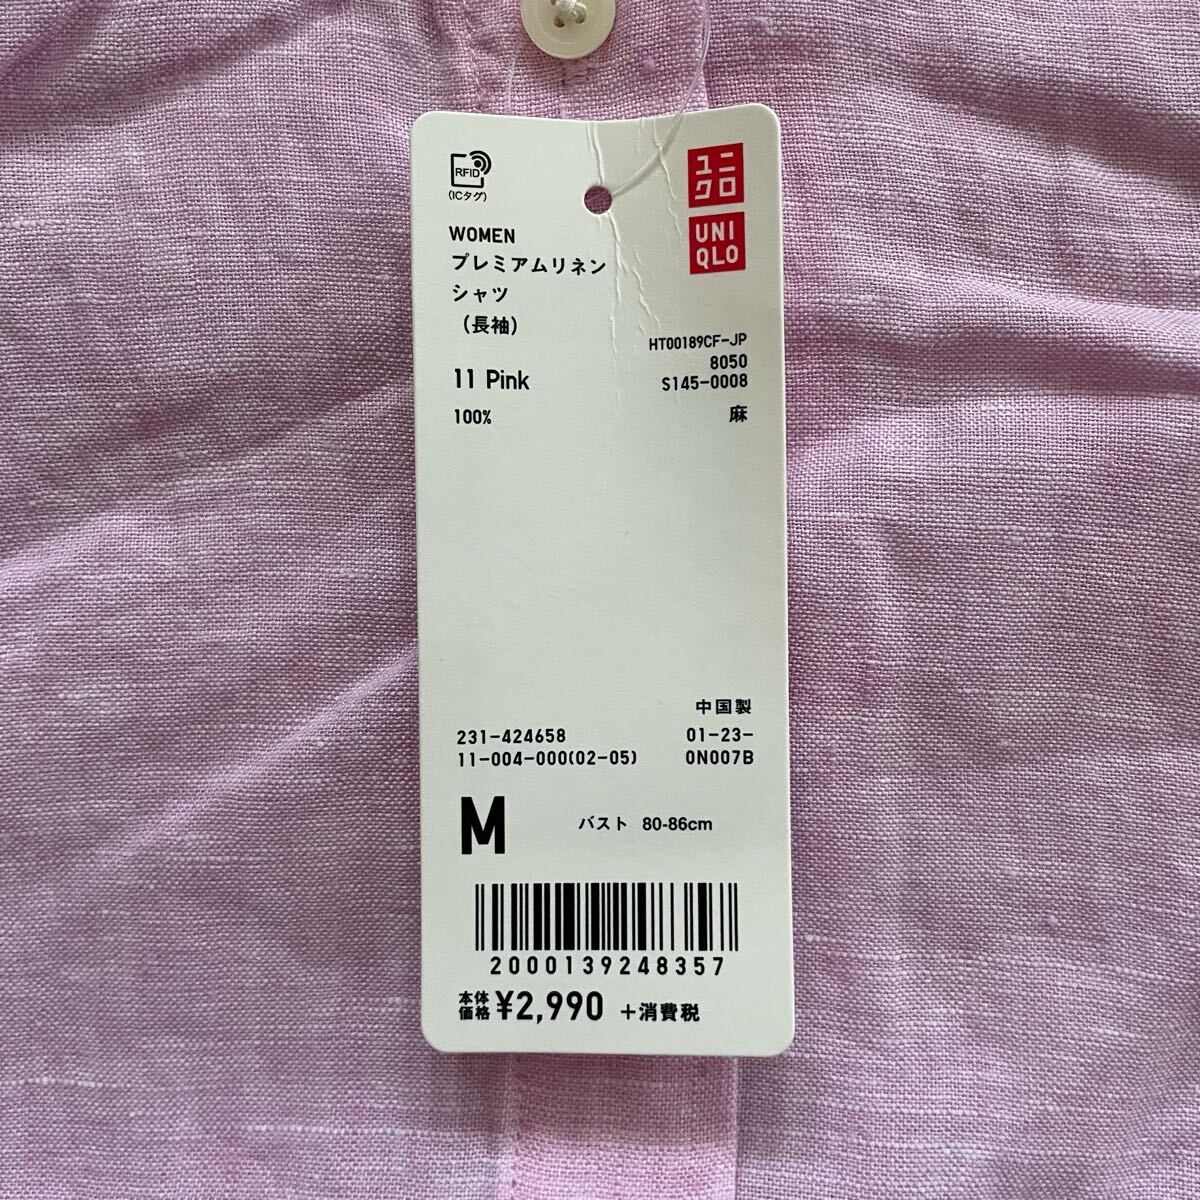 RFID
(ICタグ)
ユニ
クロ
UNI
QLO
WOMEN
プレミアムリネン
シャツ
(長袖)
HT00189CF-JP
8050
11 Pink
S145-0008
100% 麻
中国製
231-424658 01-23-
11-004-000(02-05) 0N007B
M バスト 80-86cm
2000139248357
本体
価格 ¥2,990 +消費税